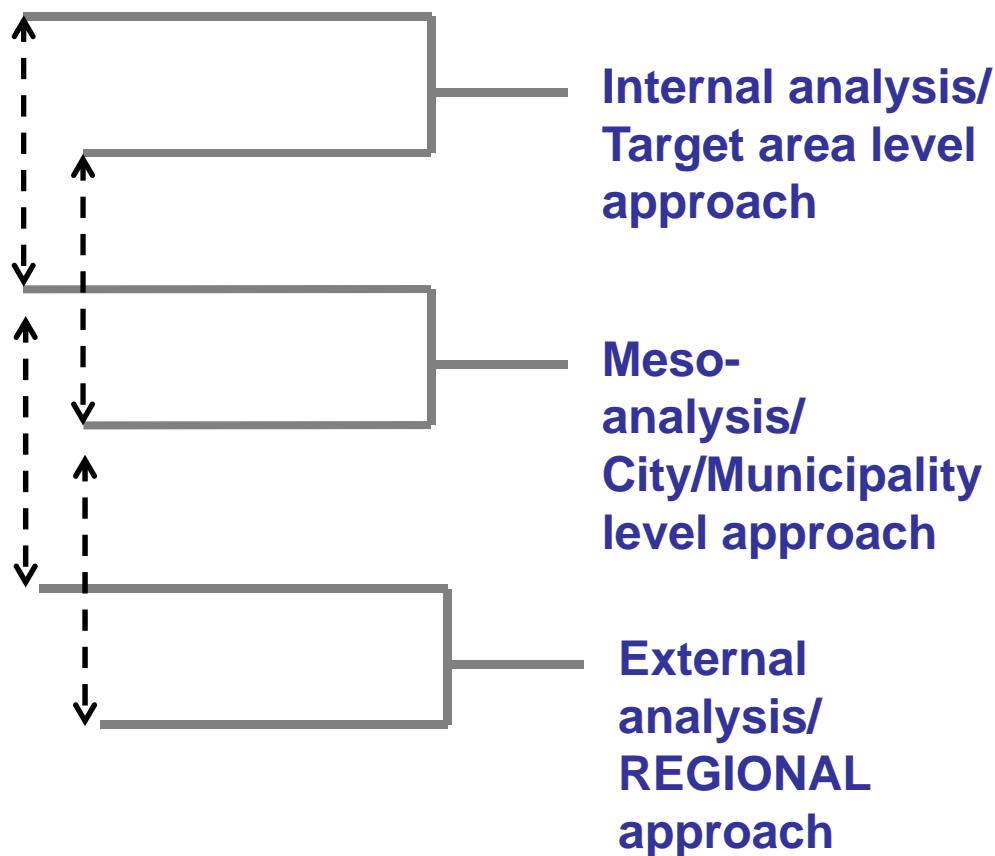 Internal analysis/
Target area level
approach
Meso-
analysis/
City/Municipality
level approach
External
analysis/
REGIONAL
approach